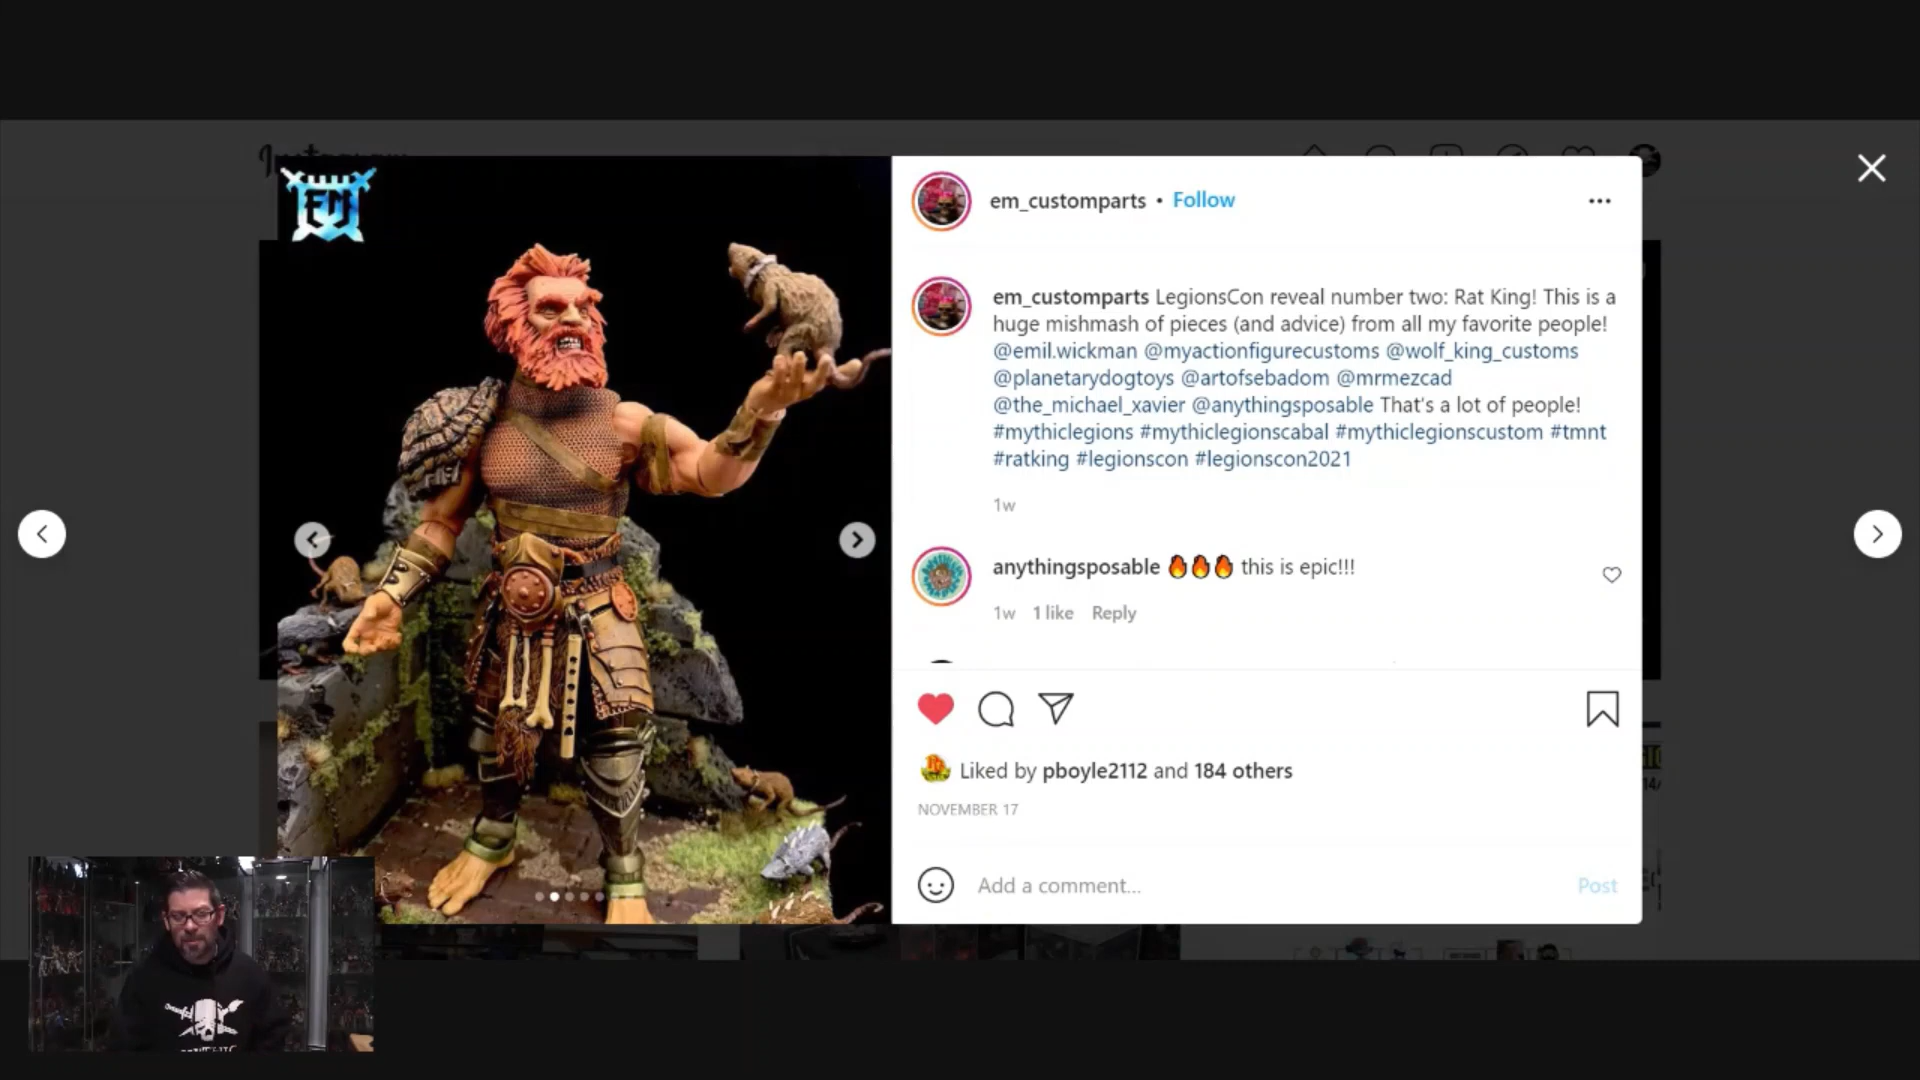 Instagram
EM
em_customparts • Follow
em_customparts LegionsCon reveal number two: Rat King! This is a
huge mishmash of pieces (and advice) from all my favorite people!
@emil.wickman @myactionfigurecustoms @wolf_king_customs
@planetarydogtoys @artofsebadom @mrmezcad
@the_michael_xavier @anythingsposable That's a lot of people!
#mythiclegions #mythiclegionscabal #mythiclegionscustom #tmnt
#ratking #legionscon #legionscon2021
1w
anythingsposable 🔥🔥🔥 this is epic!!!
1w 1 like Reply
Liked by pboyle2112 and 184 others
NOVEMBER 17
Add a comment... Post